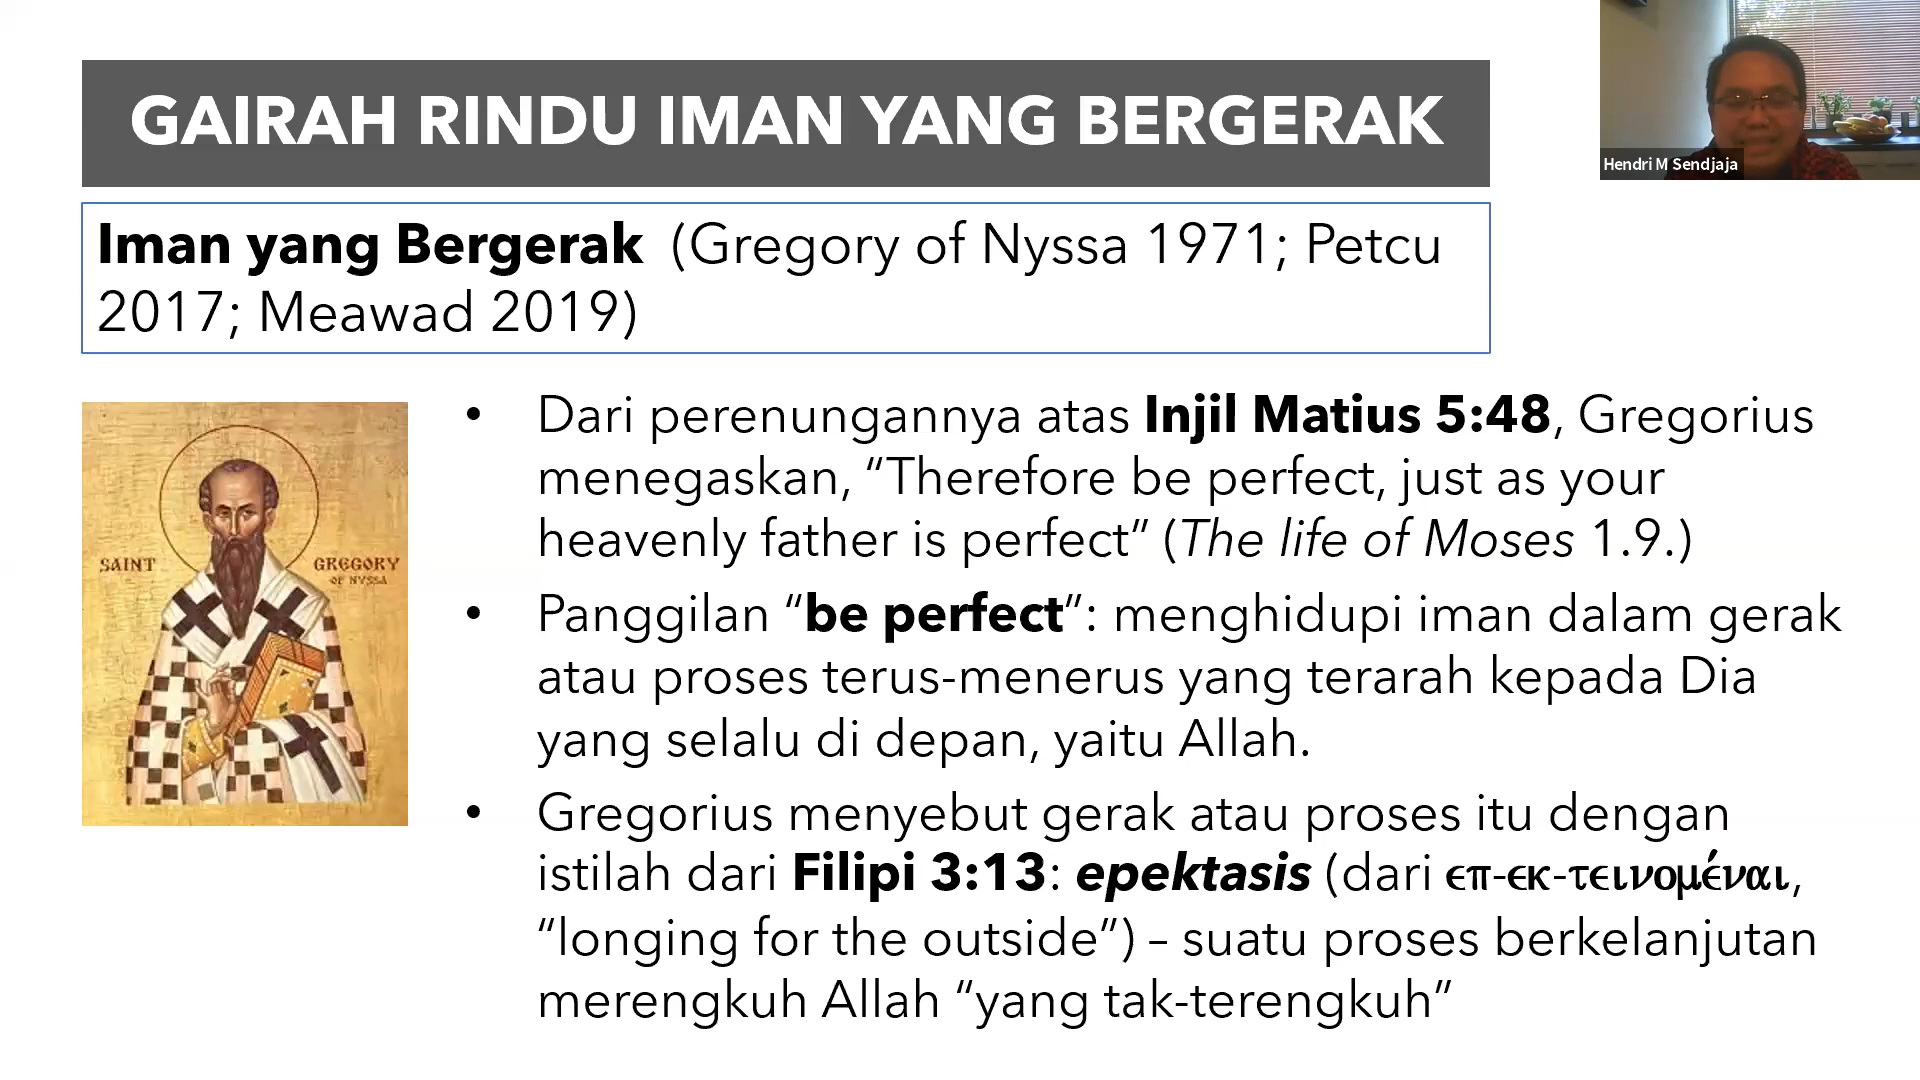 GAIRAH RINDU IMAN YANG BERGERAK
Hendri M Sendjaja
Iman yang Bergerak (Gregory of Nyssa 1971; Petcu
2017; Meawad 2019)
SAINT GREGORY
OF NYSSA
• Dari perenungannya atas Injil Matius 5:48, Gregorius
menegaskan, “Therefore be perfect, just as your
heavenly father is perfect” (The life of Moses 1.9.)
• Panggilan “be perfect”: menghidupi iman dalam gerak
atau proses terus-menerus yang terarah kepada Dia
yang selalu di depan, yaitu Allah.
• Gregorius menyebut gerak atau proses itu dengan
istilah dari Filipi 3:13: epektasis (dari επ-εκ-τεινομέναι,
“longing for the outside”) – suatu proses berkelanjutan
merengkuh Allah “yang tak-terengkuh”